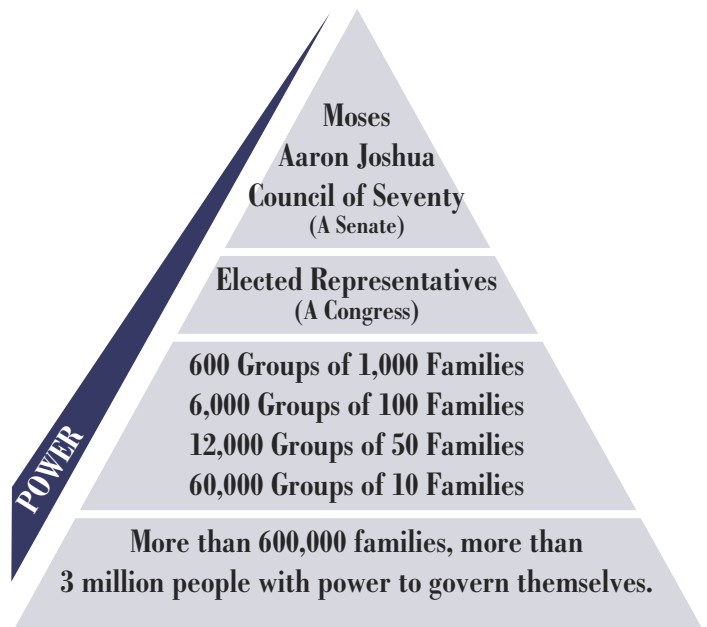 Moses
Aaron Joshua
Council of Seventy
(A Senate)
Elected Representatives
(A Congress)
600 Groups of 1,000 Families
6,000 Groups of 100 Families
12,000 Groups of 50 Families
60,000 Groups of 10 Families
POWER
More than 600,000 families, more than
3 million people with power to govern themselves.